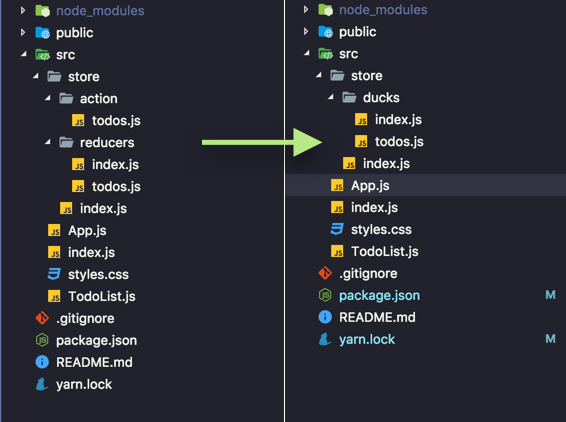 node_modules
public
src
store
action
JS todos.js
reducers
JS index.js
JS todos.js
JS index.js
JS App.js
JS index.js
styles.css
JS TodoList.js
.gitignore
package.json
README.md
yarn.lock
node_modules
public
src
store
ducks
JS index.js
JS todos.js
JS index.js
JS App.js
JS index.js
styles.css
JS TodoList.js
.gitignore
package.json M
README.md
yarn.lock M